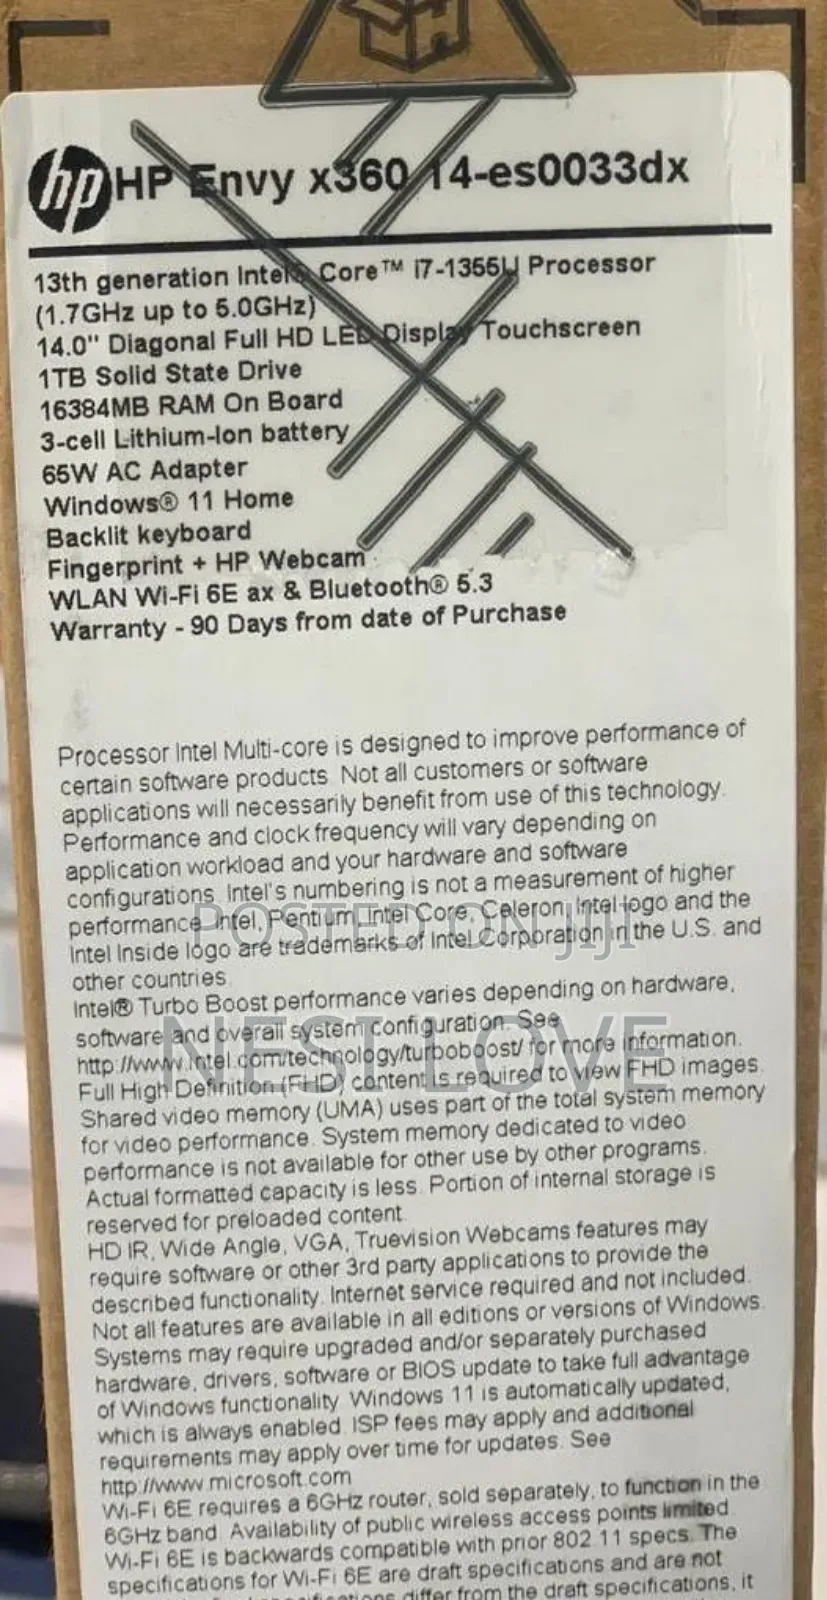 hp HP Envy x360 14-es0033dx
13th generation Intel® Core™ i7-1355U Processor
(1.7GHz up to 5.0GHz)
14.0" Diagonal Full HD LED Display Touchscreen
1TB Solid State Drive
16384MB RAM On Board
3-cell Lithium-Ion battery
65W AC Adapter
Windows® 11 Home
Backlit keyboard
Fingerprint + HP Webcam
WLAN Wi-Fi 6E ax & Bluetooth® 5.3
Warranty - 90 Days from date of Purchase
Processor Intel Multi-core is designed to improve performance of
certain software products. Not all customers or software
applications will necessarily benefit from use of this technology.
Performance and clock frequency will vary depending on
application workload and your hardware and software
configurations. Intel's numbering is not a measurement of higher
performance Intel, Pentium, Intel Core, Celeron, Intel logo and the
Intel Inside logo are trademarks of Intel Corporation in the U.S. and
other countries.
Intel® Turbo Boost performance varies depending on hardware,
software and overall system configuration. See
http://www.intel.com/technology/turboboost/ for more information.
Full High Definition (FHD) content is required to view FHD images.
Shared video memory (UMA) uses part of the total system memory
for video performance. System memory dedicated to video
performance is not available for other use by other programs.
Actual formatted capacity is less. Portion of internal storage is
reserved for preloaded content.
HD IR, Wide Angle, VGA, Truevision Webcams features may
require software or other 3rd party applications to provide the
described functionality. Internet service required and not included.
Not all features are available in all editions or versions of Windows.
Systems may require upgraded and/or separately purchased
hardware, drivers, software or BIOS update to take full advantage
of Windows functionality. Windows 11 is automatically updated,
which is always enabled. ISP fees may apply and additional
requirements may apply over time for updates. See
http://www.microsoft.com
Wi-Fi 6E requires a 6GHz router, sold separately, to function in the
6GHz band. Availability of public wireless access points limited.
Wi-Fi 6E is backwards compatible with prior 802.11 specs. The
specifications for Wi-Fi 6E are draft specifications and are not
differ from the draft specifications, it
POSTED ON JIJI
NESI LOVE